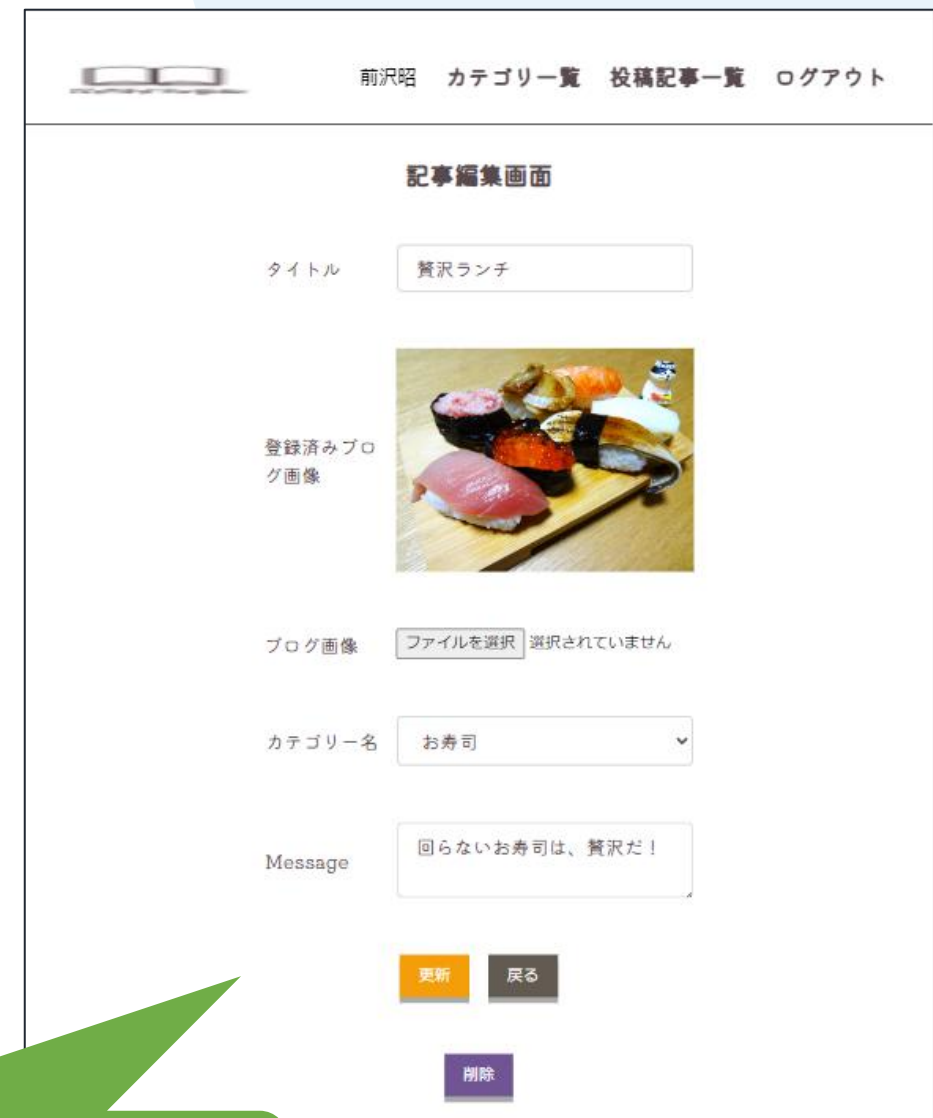 前沢昭 カテゴリー覧 投稿記事一覧 ログアウト
記事編集画面
タイトル 贅沢ランチ
登録済みブロ
グ画像
ブログ画像 ファイルを選択 選択されていません
カテゴリー名 お寿司
Message 回らないお寿司は、贅沢だ！
更新 戻る
削除